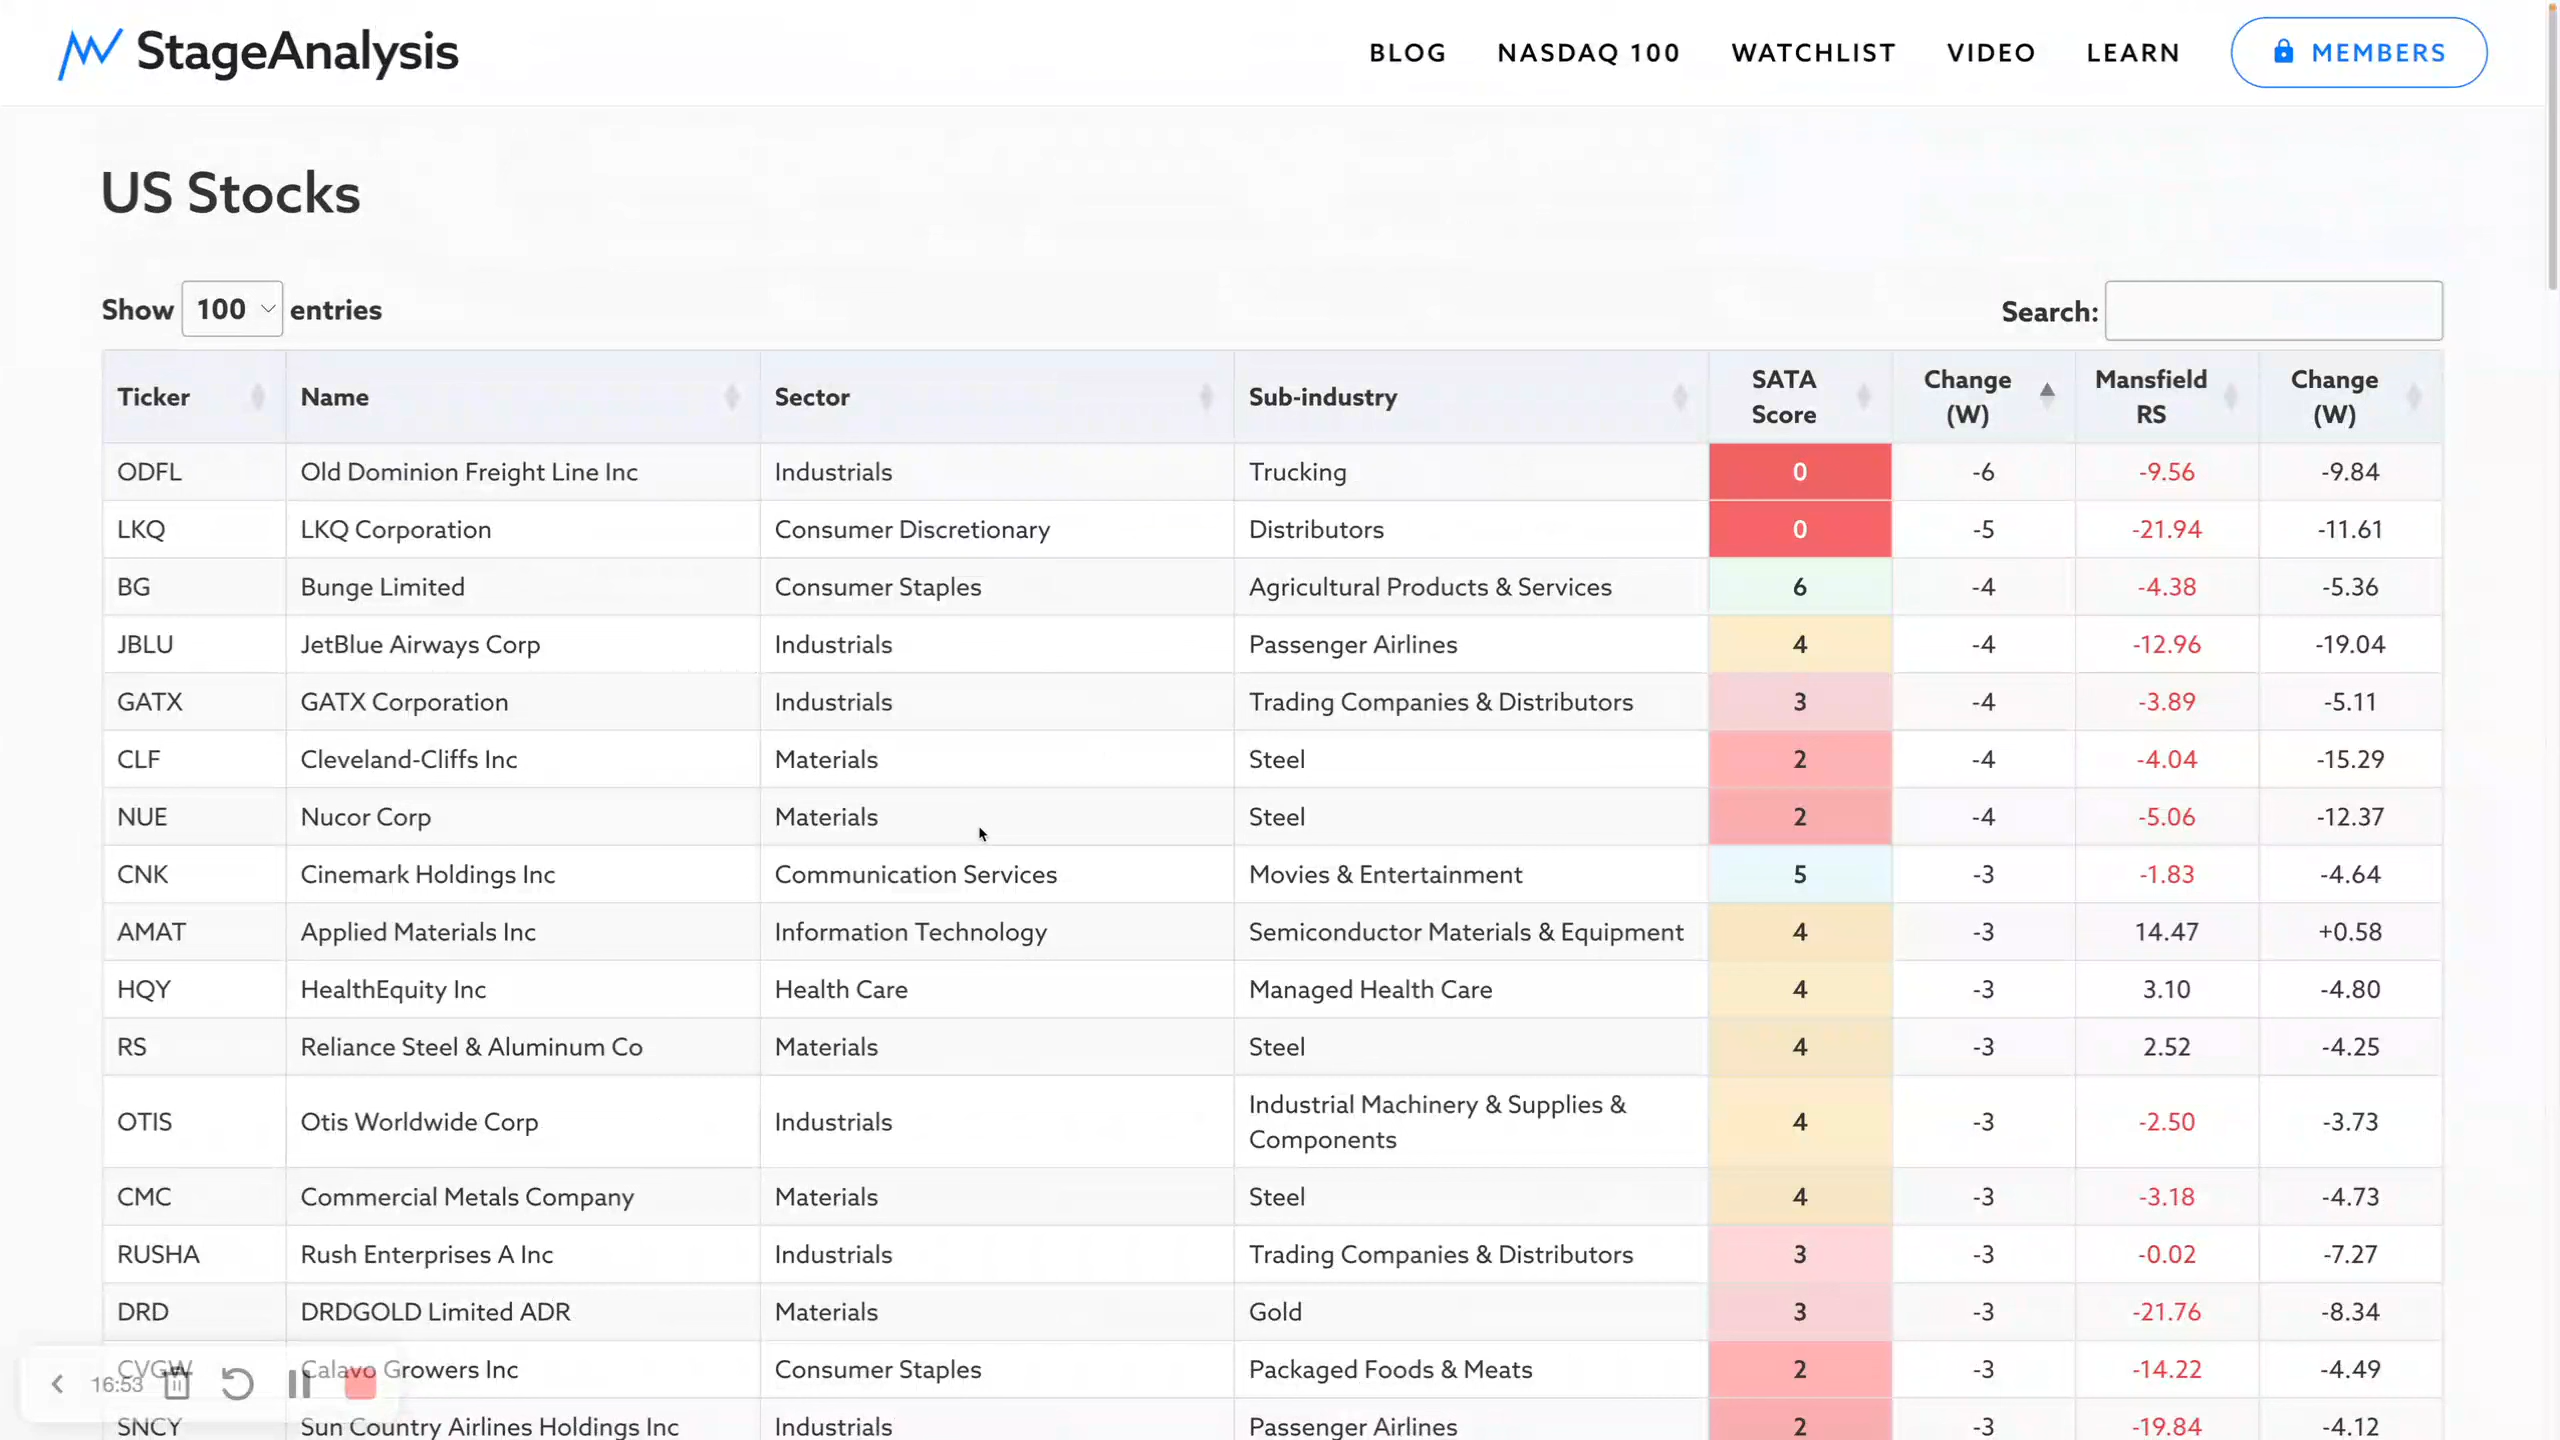 StageAnalysis
BLOG NASDAQ 100 WATCHLIST VIDEO LEARN MEMBERS
US Stocks
Show 100 entries Search:
Ticker Name Sector Sub-industry SATA Score Change (W) Mansfield RS Change (W)
ODFL Old Dominion Freight Line Inc Industrials Trucking 0 -6 -9.56 -9.84
LKQ LKQ Corporation Consumer Discretionary Distributors 0 -5 -21.94 -11.61
BG Bunge Limited Consumer Staples Agricultural Products & Services 6 -4 -4.38 -5.36
JBLU JetBlue Airways Corp Industrials Passenger Airlines 4 -4 -12.96 -19.04
GATX GATX Corporation Industrials Trading Companies & Distributors 3 -4 -3.89 -5.11
CLF Cleveland-Cliffs Inc Materials Steel 2 -4 -4.04 -15.29
NUE Nucor Corp Materials Steel 2 -4 -5.06 -12.37
CNK Cinemark Holdings Inc Communication Services Movies & Entertainment 5 -3 -1.83 -4.64
AMAT Applied Materials Inc Information Technology Semiconductor Materials & Equipment 4 -3 14.47 +0.58
HQY HealthEquity Inc Health Care Managed Health Care 4 -3 3.10 -4.80
RS Reliance Steel & Aluminum Co Materials Steel 4 -3 2.52 -4.25
OTIS Otis Worldwide Corp Industrials Industrial Machinery & Supplies & Components 4 -3 -2.50 -3.73
CMC Commercial Metals Company Materials Steel 4 -3 -3.18 -4.73
RUSHA Rush Enterprises A Inc Industrials Trading Companies & Distributors 3 -3 -0.02 -7.27
DRD DRDGOLD Limited ADR Materials Gold 3 -3 -21.76 -8.34
CVGW Calavo Growers Inc Consumer Staples Packaged Foods & Meats 2 -3 -14.22 -4.49
16:53
SNCY Sun Country Airlines Holdings Inc Industrials Passenger Airlines 2 -3 -19.84 -4.12